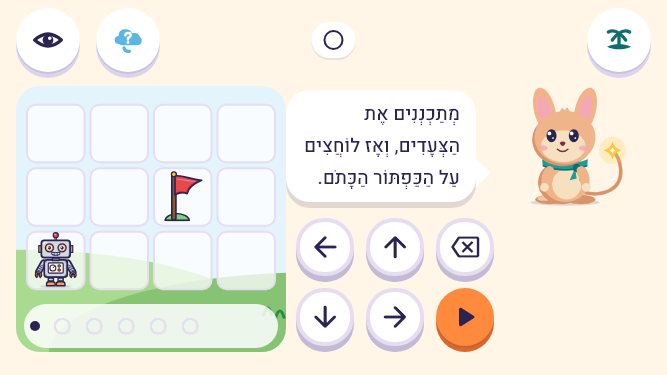 מְתַכְנְנִים אֶת
הַצְּעָדִים, וְאָז לוֹחֲצִים
עַל הַכַּפְתּוֹר הַכָּתֹם.